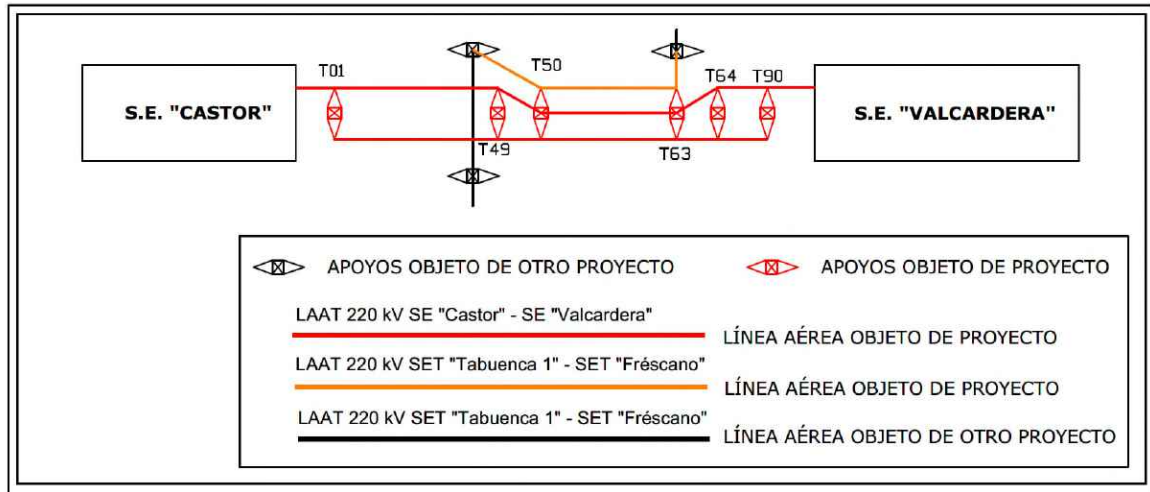 T01
T50
T64
T90
S.E. "CASTOR"
S.E. "VALCARDERA"
T49
T63
APOYOS OBJETO DE OTRO PROYECTO
APOYOS OBJETO DE PROYECTO
LAAT 220 kV SE "Castor" - SE "Valcardera"
LÍNEA AÉREA OBJETO DE PROYECTO
LAAT 220 kV SET "Tabuenca 1" - SET "Fréscano"
LÍNEA AÉREA OBJETO DE PROYECTO
LAAT 220 kV SET "Tabuenca 1" - SET "Fréscano"
LÍNEA AÉREA OBJETO DE OTRO PROYECTO